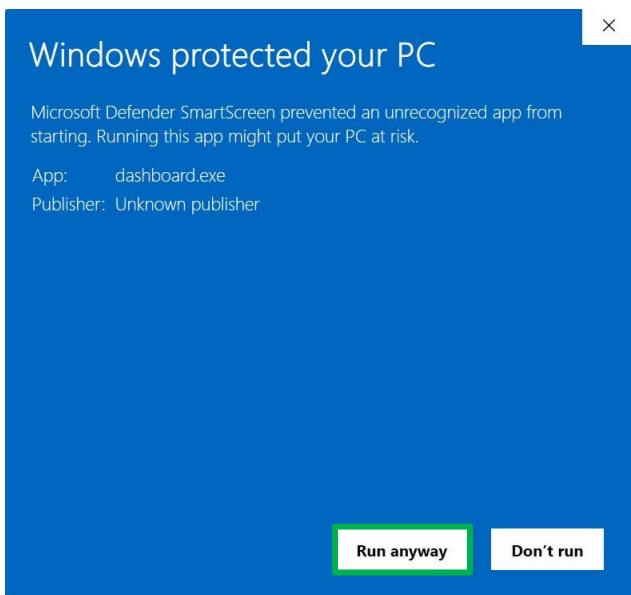 Windows protected your PC
Microsoft Defender SmartScreen prevented an unrecognized app from
starting. Running this app might put your PC at risk.
App: dashboard.exe
Publisher: Unknown publisher
Run anyway
Don't run